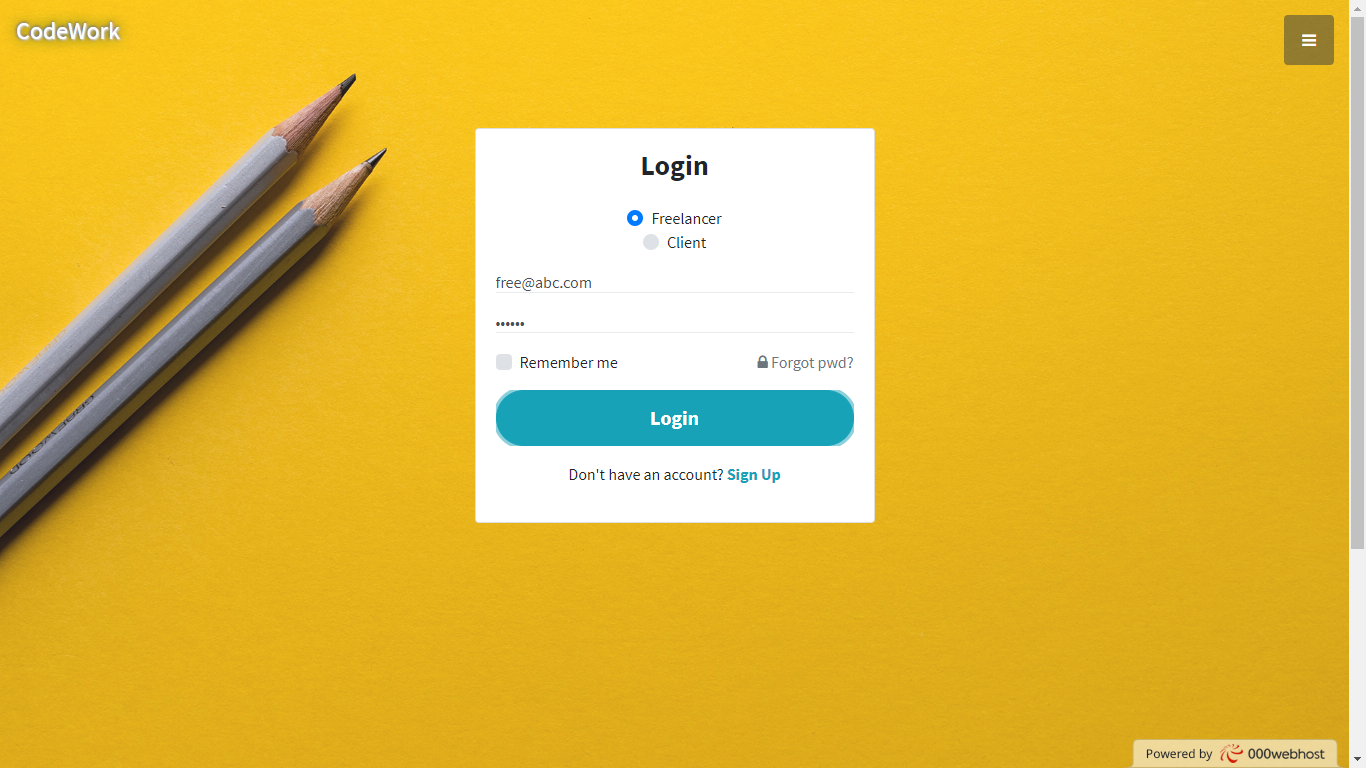 CodeWork
Login
Freelancer
Client
free@abc.com
••••••
Remember me
Forgot pwd?
Login
Don't have an account? Sign Up
Powered by 000webhost